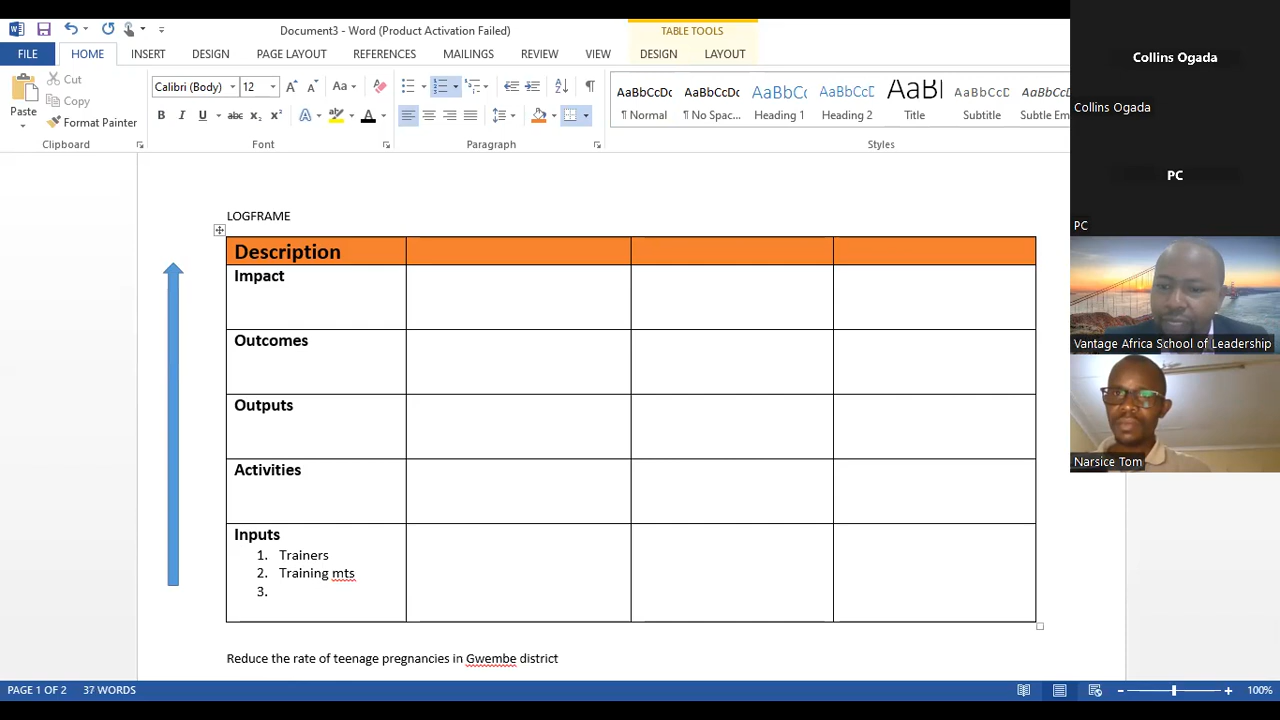 Document3 - Word (Product Activation Failed)
TABLE TOOLS
FILE
HOME
INSERT
DESIGN
PAGE LAYOUT
REFERENCES
MAILINGS
REVIEW
VIEW
DESIGN
LAYOUT
Paste
Cut
Copy
Format Painter
Clipboard
Calibri (Body)
12
Font
Paragraph
AaBbCcDc
¶ Normal
AaBbCcDc
¶ No Spac...
AaBbCc
Heading 1
AaBbCcD
Heading 2
AaBl
Title
AaBbCcD
Subtitle
AaBbCcDc
Subtle Em...
Styles
LOGFRAME
Description
Impact
Outcomes
Outputs
Activities
Inputs
1. Trainers
2. Training mts
3.
Reduce the rate of teenage pregnancies in Gwembe district
PAGE 1 OF 2
37 WORDS
100%
Collins Ogada
Collins Ogada
PC
PC
Vantage Africa School of Leadership
Narsice Tom